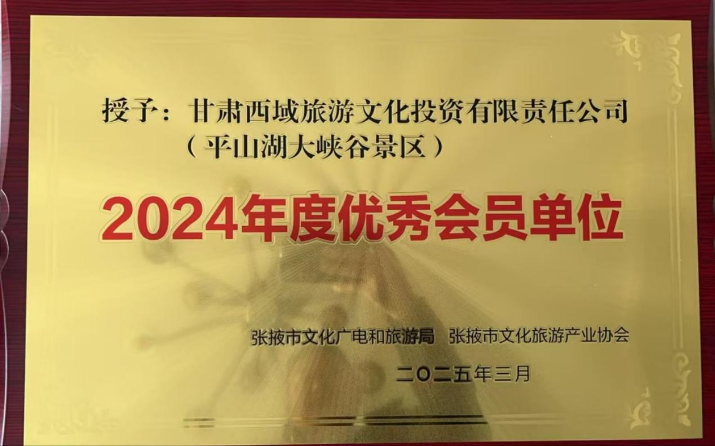 授予：甘肃西域旅游文化投资有限责任公司
（平山湖大峡谷景区）
2024年度优秀会员单位
张掖市文化广电和旅游局 张掖市文化旅游产业协会
二〇二五年三月